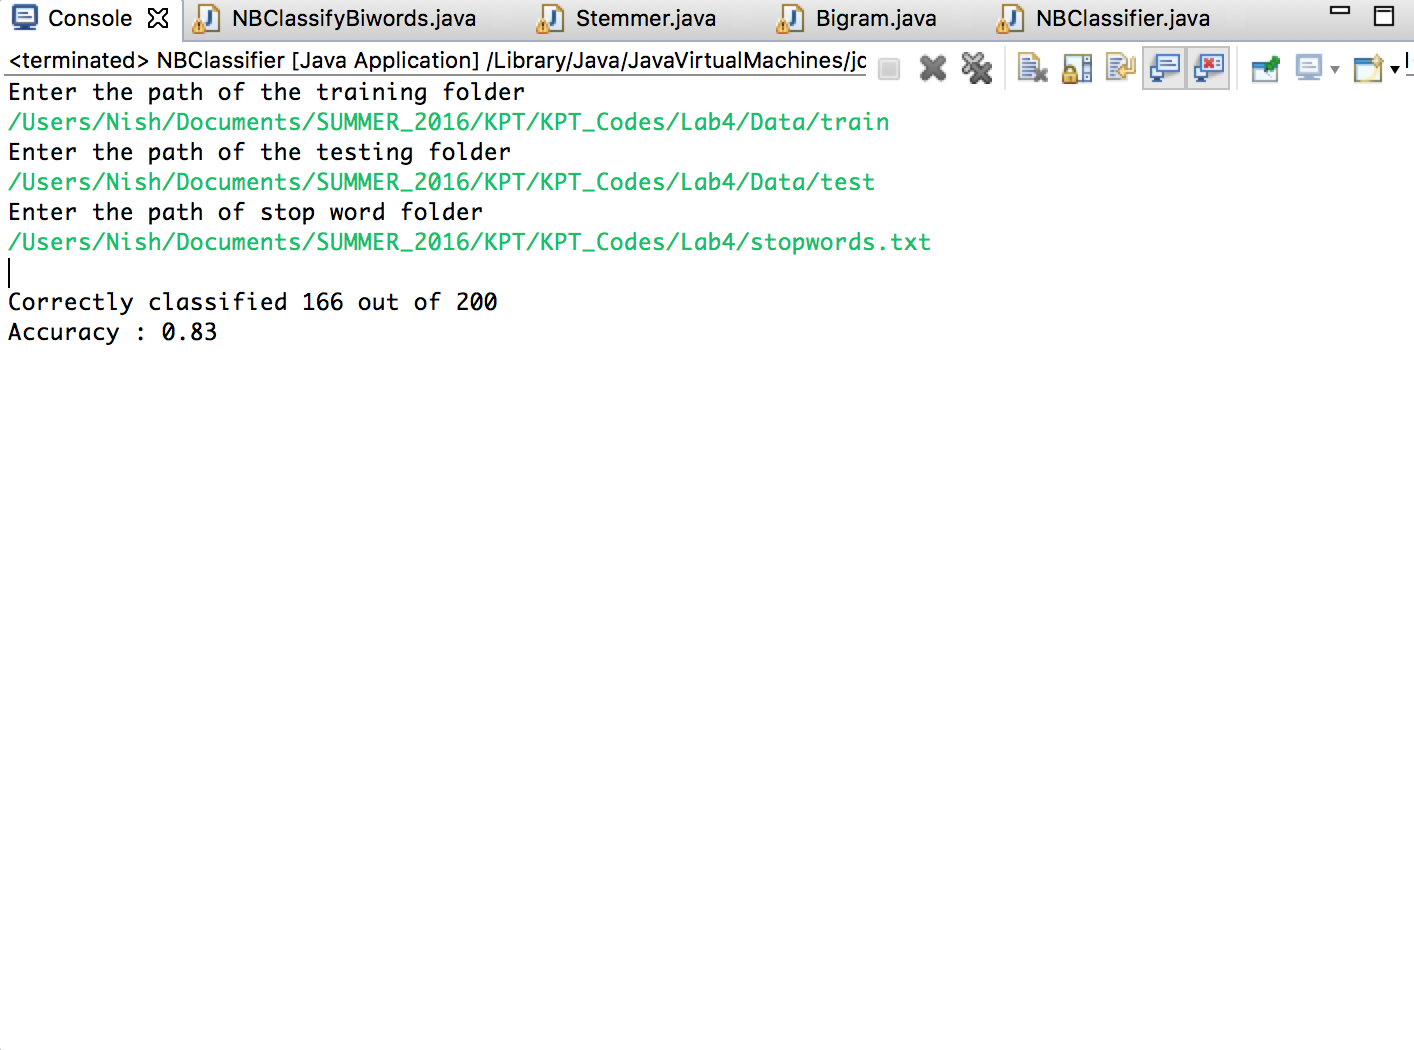 Console NBClassifyBiwords.java Stemmer.java Bigram.java NBClassifier.java
<terminated> NBClassifier [Java Application] /Library/Java/JavaVirtualMachines/jd
Enter the path of the training folder
/Users/Nish/Documents/SUMMER_2016/KPT/KPT_Codes/Lab4/Data/train
Enter the path of the testing folder
/Users/Nish/Documents/SUMMER_2016/KPT/KPT_Codes/Lab4/Data/test
Enter the path of stop word folder
/Users/Nish/Documents/SUMMER_2016/KPT/KPT_Codes/Lab4/stopwords.txt
Correctly classified 166 out of 200
Accuracy : 0.83